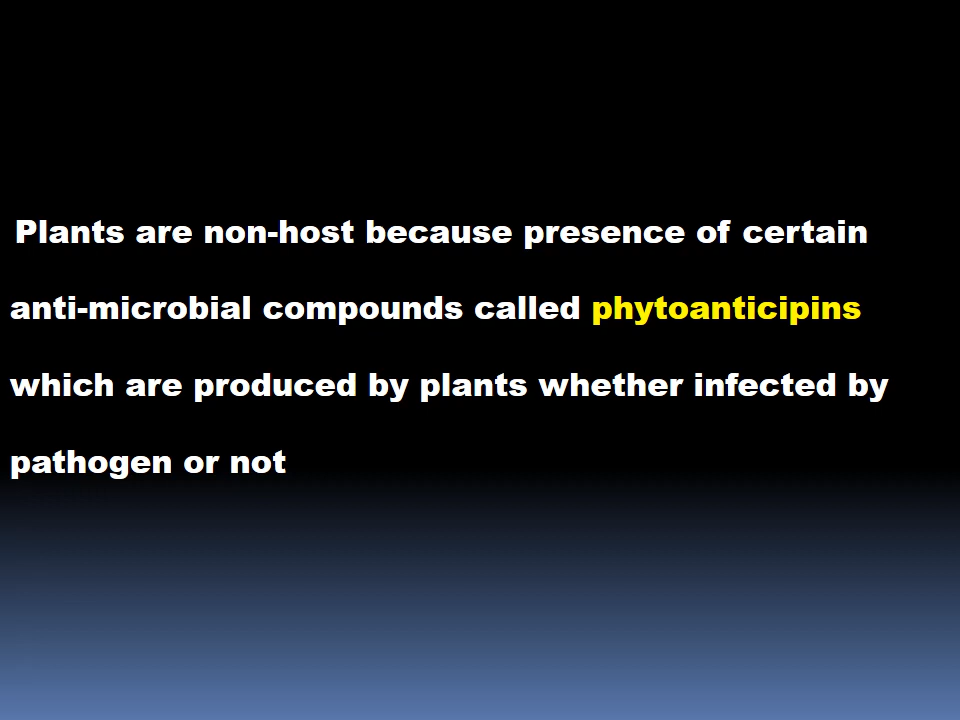 Plants are non-host because presence of certain
anti-microbial compounds called phytoanticipins
which are produced by plants whether infected by
pathogen or not